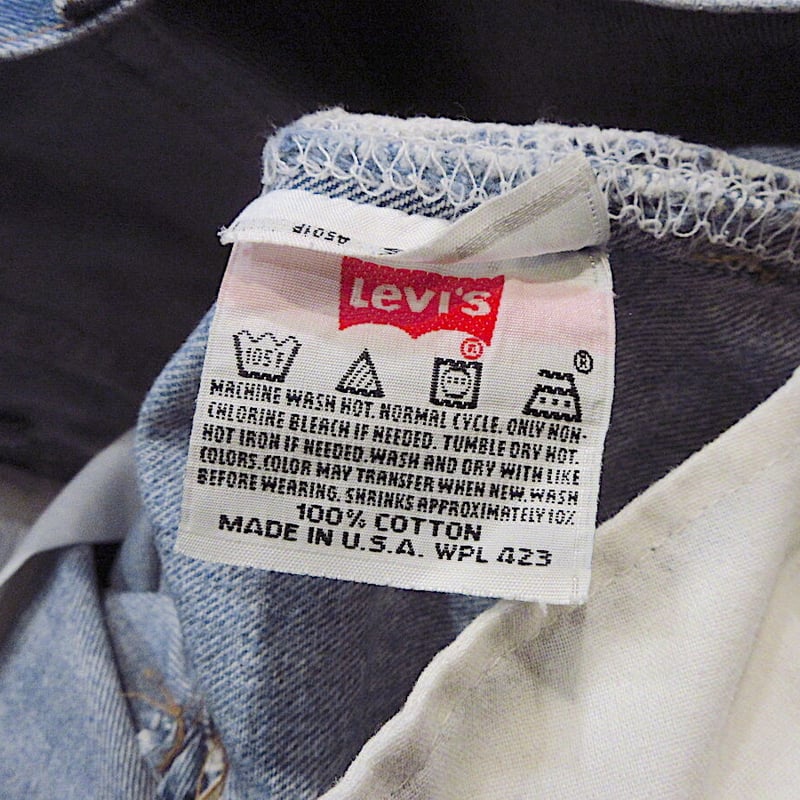 Levi's
®
®
105F
MACHINE WASH HOT. NORMAL CYCLE. ONLY NON-
CHLORINE BLEACH IF NEEDED. TUMBLE DRY HOT.
HOT IRON IF NEEDED. WASH AND DRY WITH LIKE
COLORS. COLOR MAY TRANSFER WHEN NEW. WASH
BEFORE WEARING. SHRINKS APPROXIMATELY 10%
100% COTTON
MADE IN U.S.A. WPL 423